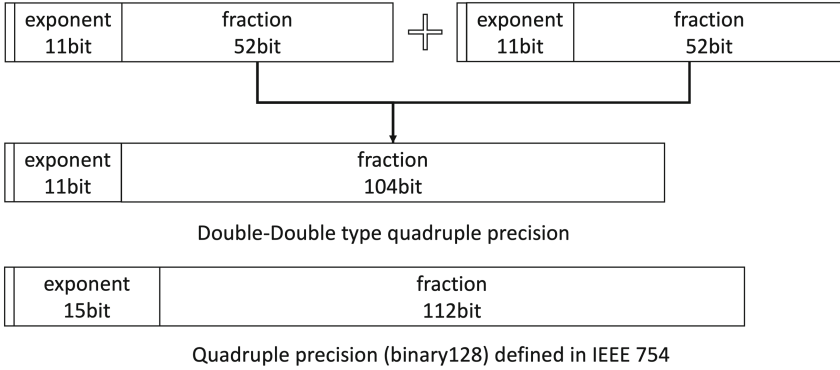 exponent
11bit
fraction
52bit
exponent
11bit
fraction
52bit
exponent
11bit
fraction
104bit
Double-Double type quadruple precision
exponent
15bit
fraction
112bit
Quadruple precision (binary128) defined in IEEE 754